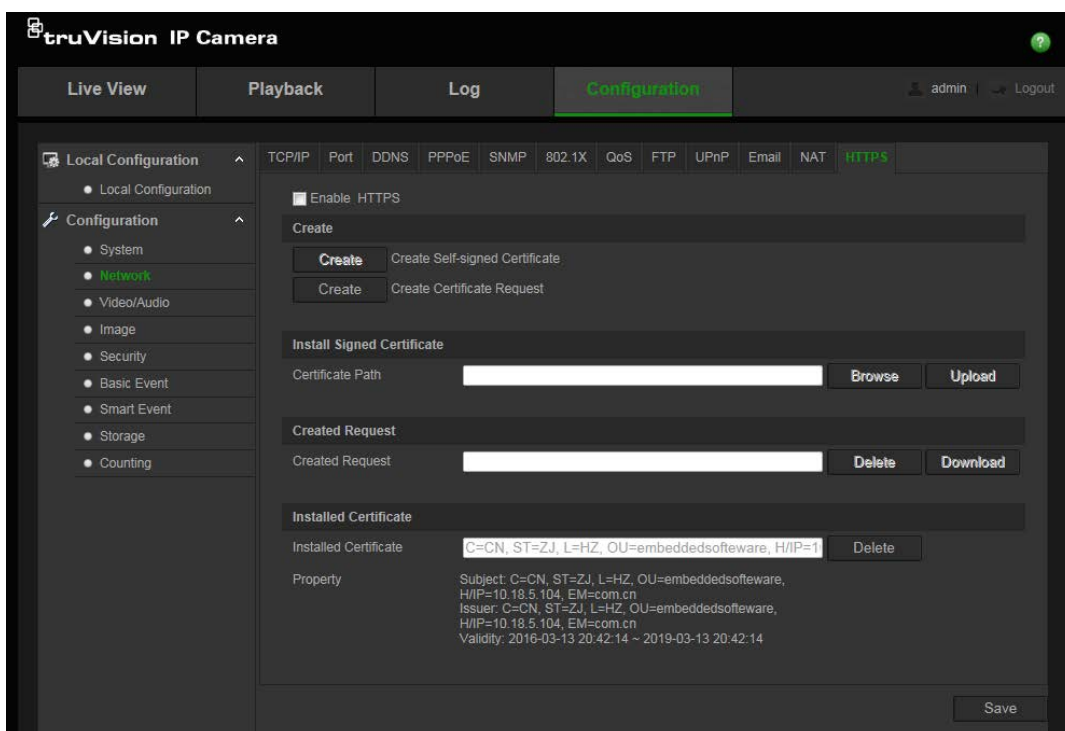 truVision IP Camera
?
Live View
Playback
Log
Configuration
admin
Logout
Local Configuration
Local Configuration
Configuration
System
Network
Video/Audio
Image
Security
Basic Event
Smart Event
Storage
Counting
TCP/IP
Port
DDNS
PPPoE
SNMP
802.1X
QoS
FTP
UPnP
Email
NAT
HTTPS
Enable HTTPS
Create
Create
Create Self-signed Certificate
Create
Create Certificate Request
Install Signed Certificate
Certificate Path
Browse
Upload
Created Request
Created Request
Delete
Download
Installed Certificate
Installed Certificate
C=CN, ST=ZJ, L=HZ, OU=embeddedsofteware, H/IP=1
Delete
Property
Subject: C=CN, ST=ZJ, L=HZ, OU=embeddedsofteware,
H/IP=10.18.5.104, EM=com.cn
Issuer: C=CN, ST=ZJ, L=HZ, OU=embeddedsofteware,
H/IP=10.18.5.104, EM=com.cn
Validity: 2016-03-13 20:42:14 ~ 2019-03-13 20:42:14
Save